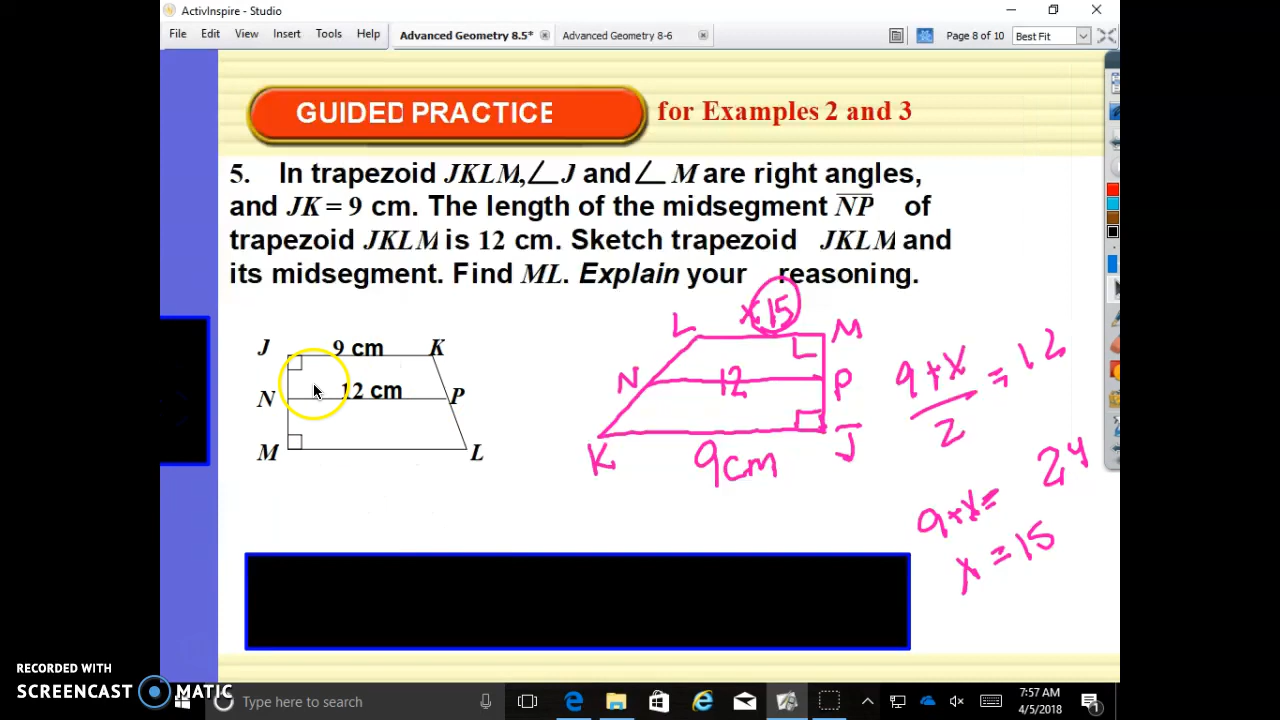 ActivInspire - Studio
File Edit View Insert Tools Help Advanced Geometry 8.5* Advanced Geometry 8-6 Page 8 of 10 Best Fit
GUIDED PRACTICE for Examples 2 and 3
5. In trapezoid JKLM, ∠ J and ∠ M are right angles,
and JK = 9 cm. The length of the midsegment NP of
trapezoid JKLM is 12 cm. Sketch trapezoid JKLM and
its midsegment. Find ML. Explain your reasoning.
J 9 cm K
N 12 cm P
M L
L x 15 M
N 12 P
K 9cm J
9+x
= 12
2
9+x= 24
x = 15
RECORDED WITH
SCREENCAST MATIC
Type here to search
7:57 AM
4/5/2018
1